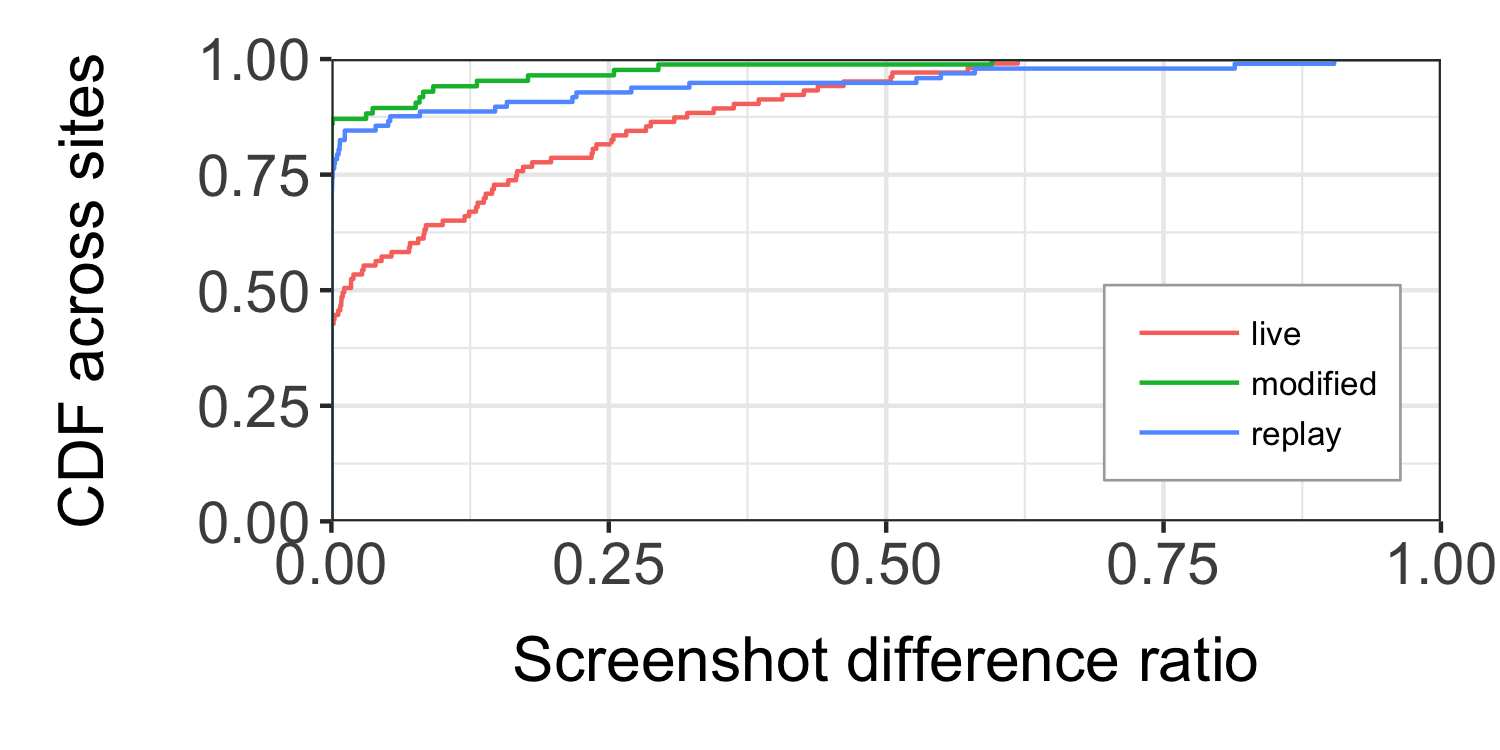 CDF across sites
1.00
0.75
0.50
0.25
0.00
0.00 0.25 0.50 0.75 1.00
Screenshot difference ratio
live
modified
replay